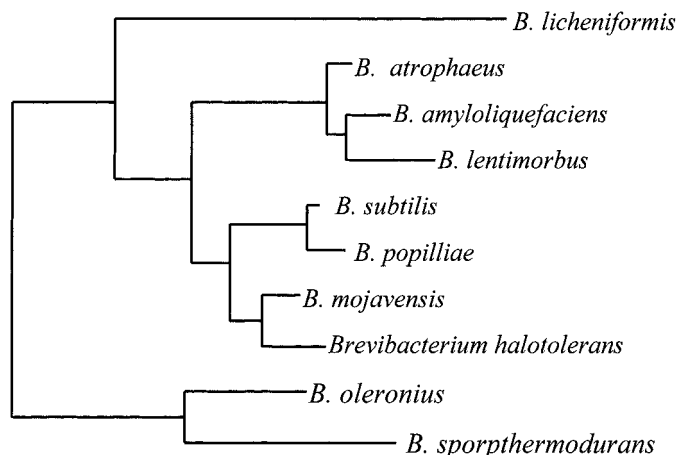 B. licheniformis
B. atrophaeus
B. amyloliquefaciens
B. lentimorbus
B. subtilis
B. popilliae
B. mojavensis
Brevibacterium halotolerans
B. oleronius
B. sporpthermodurans